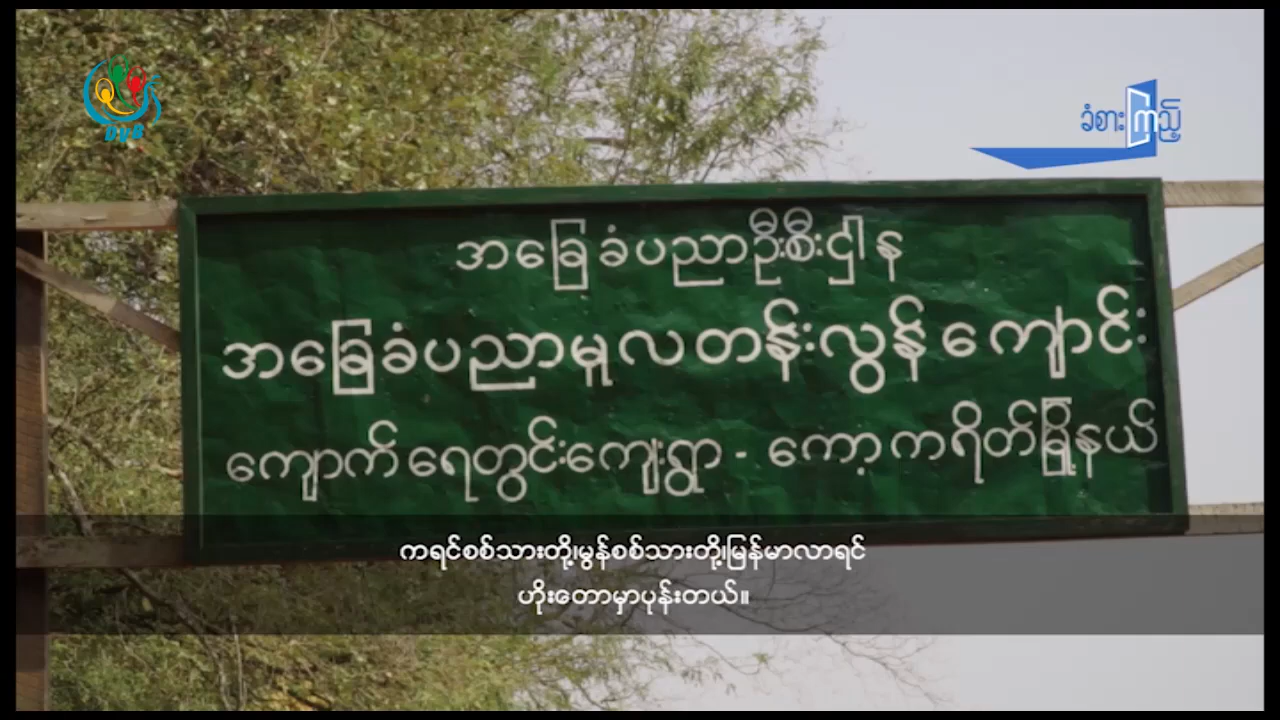 DVB
ခံစားကြည့်
အခြေခံပညာဦးစီးဌါန
အခြေခံပညာမူလတန်းလွန်ကျောင်း
ကျောက်ရေတွင်းကျေးရွာ - ကော့ကရိတ်မြို့နယ်
ကရင်စစ်သားတို့၊မွန်စစ်သားတို့၊မြန်မာလာရင်
ဟိုးတောမှာပုန်းတယ်။